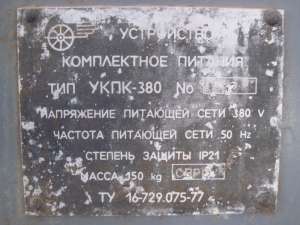 УСТРОЙСТВО
КОМПЛЕКТНОЕ ПИТАНИЯ
ТИП УКПК-380 No
НАПРЯЖЕНИЕ ПИТАЮЩЕЙ СЕТИ 380 V
ЧАСТОТА ПИТАЮЩЕЙ СЕТИ 50 Hz
СТЕПЕНЬ ЗАЩИТЫ IP21
МАССА 150 kg
ТУ 16-729.075-77